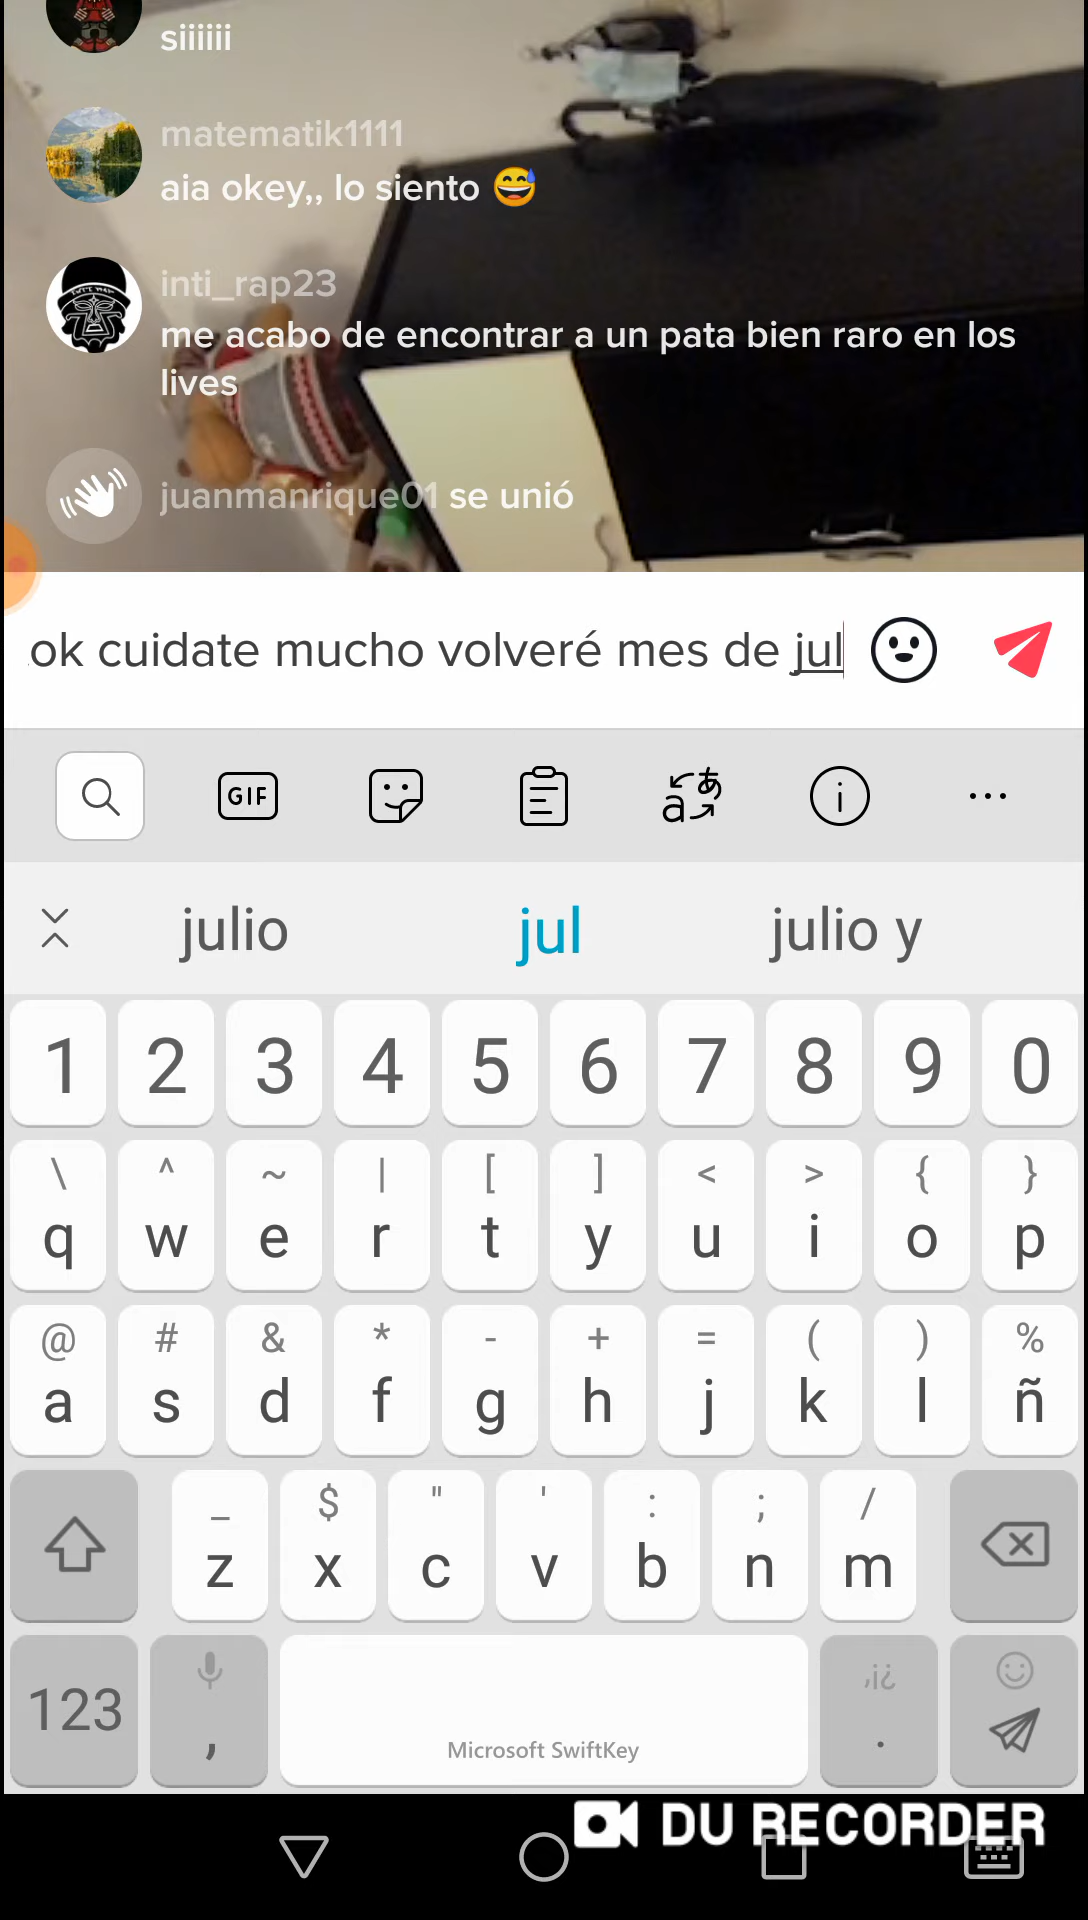 siiiiii
matematik1111
aia okey,, lo siento 😅
inti_rap23
me acabo de encontrar a un pata bien raro en los
lives
juanmanrique01 se unió
ok cuidate mucho volveré mes de jul
GIF
a あ i ...
julio jul julio y
1 2 3 4 5 6 7 8 9 0
\ ^ ~ | [ ] < > { }
q w e r t y u i o p
@ # & * - + = ( ) %
a s d f g h j k l ñ
_ $ " ' : ; /
z x c v b n m
,!¿
123 , .
Microsoft SwiftKey
DU RECORDER